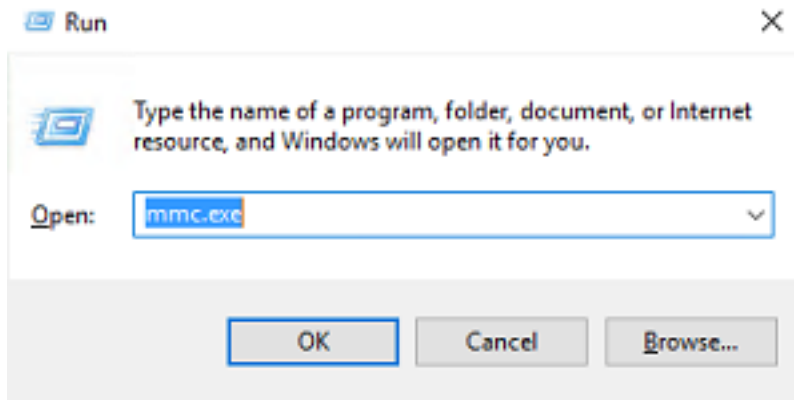 Run
Type the name of a program, folder, document, or Internet
resource, and Windows will open it for you.
Open: mmc.exe
OK Cancel Browse...